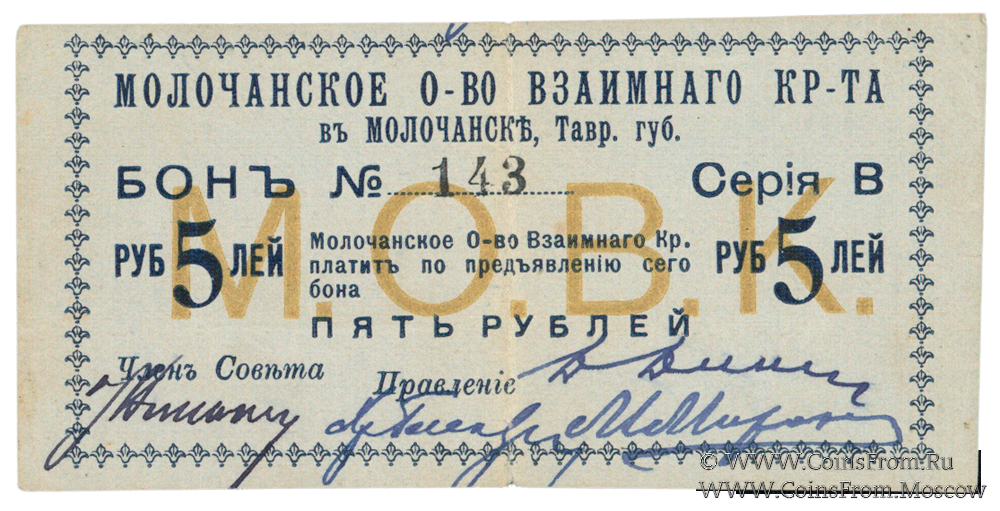 МОЛОЧАНСКОЕ О-ВО ВЗАИМНАГО КР-ТА
въ МОЛОЧАНСКѢ, Тавр. губ.
БОНЪ № 143 Серія В
М.О.В.К.
РУБ 5 ЛЕЙ
Молочанское О-во Взаимнаго Кр.
платитъ по предъявленію сего
бона
РУБ 5 ЛЕЙ
ПЯТЬ РУБЛЕЙ
Членъ Совѣта
Правленіе
© WWW.CoinsFrom.Ru
WWW.CoinsFrom.Moscow